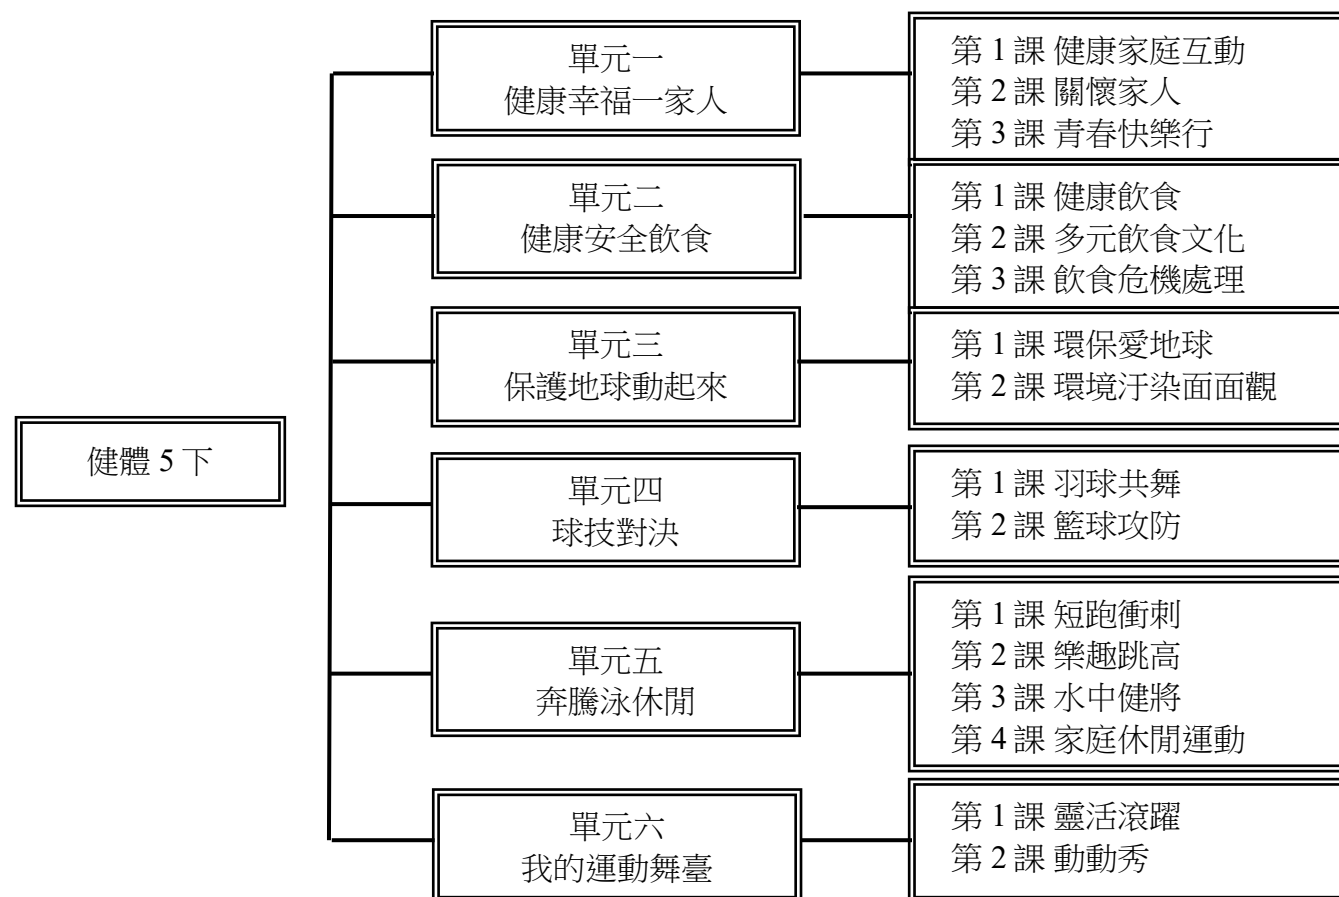 健體 5 下
單元一
健康幸福一家人
第 1 課 健康家庭互動
第 2 課 關懷家人
第 3 課 青春快樂行
單元二
健康安全飲食
第 1 課 健康飲食
第 2 課 多元飲食文化
第 3 課 飲食危機處理
單元三
保護地球動起來
第 1 課 環保愛地球
第 2 課 環境汙染面面觀
單元四
球技對決
第 1 課 羽球共舞
第 2 課 籃球攻防
單元五
奔騰泳休閒
第 1 課 短跑衝刺
第 2 課 樂趣跳高
第 3 課 水中健將
第 4 課 家庭休閒運動
單元六
我的運動舞臺
第 1 課 靈活滾躍
第 2 課 動動秀